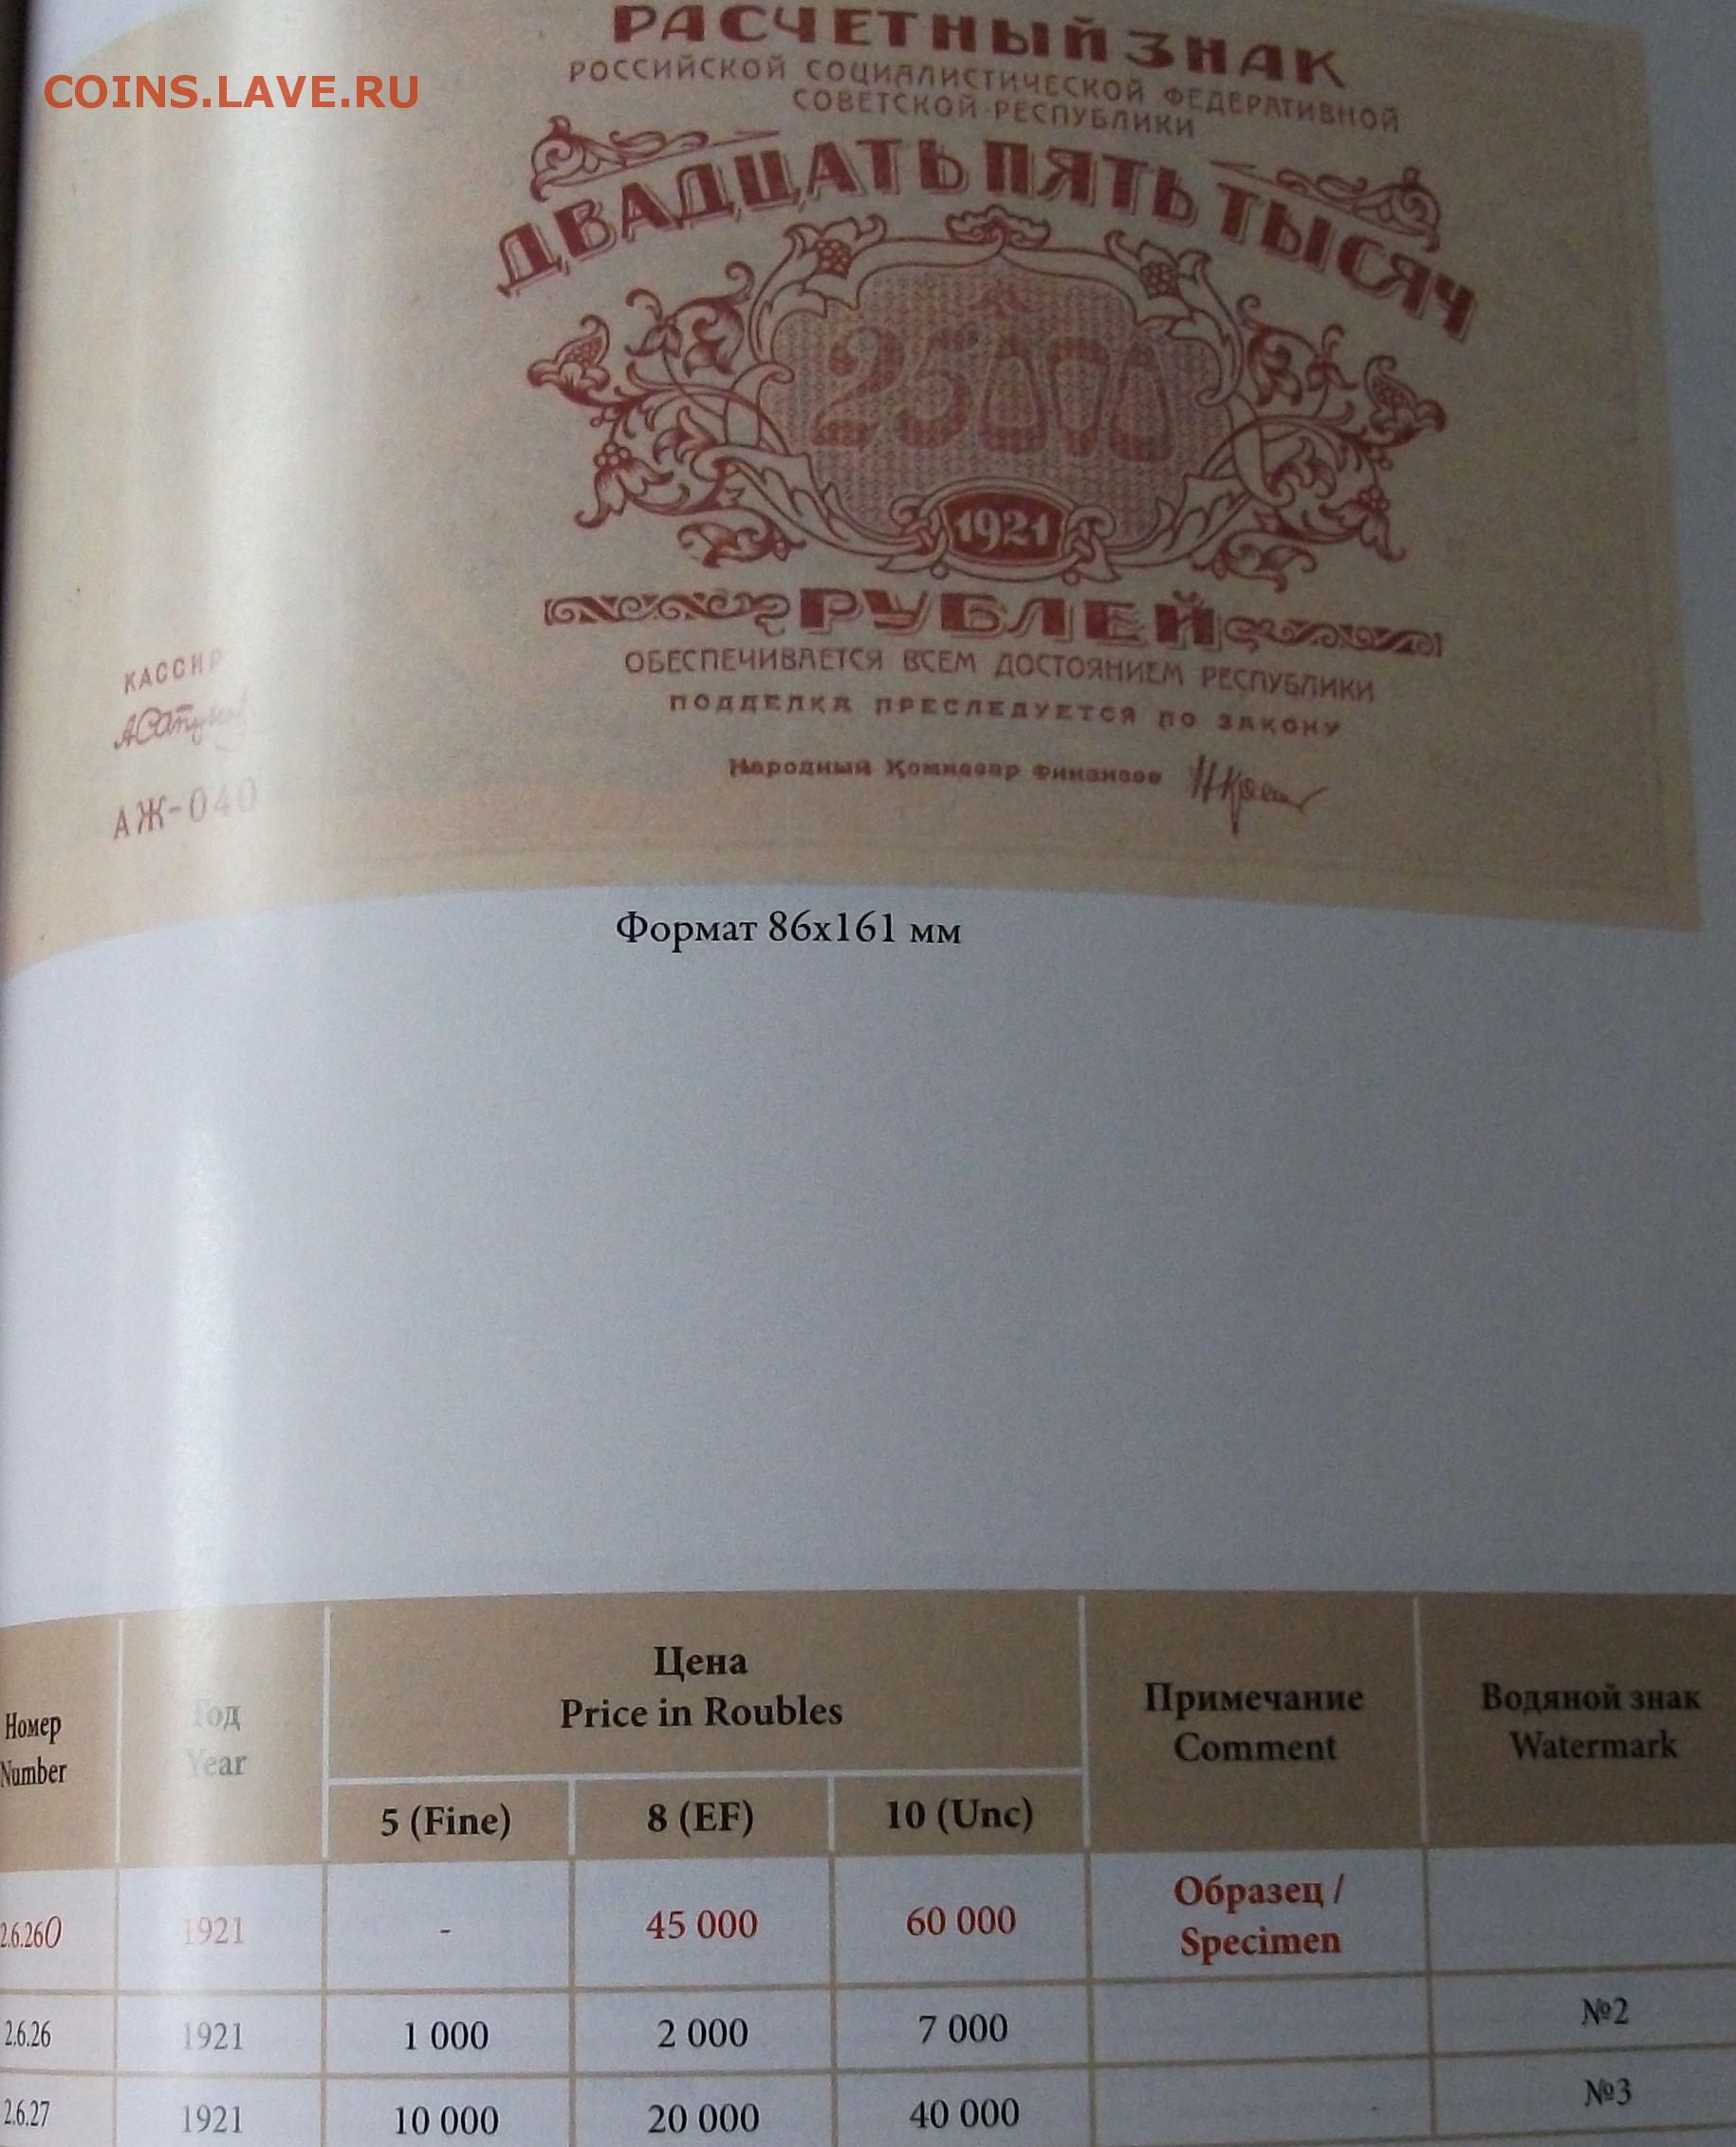 COINS.LAVE.RU
РАСЧЕТНЫЙ ЗНАК
РОССИЙСКОЙ СОЦИАЛИСТИЧЕСКОЙ ФЕДЕРАТИВНОЙ
СОВЕТСКОЙ РЕСПУБЛИКИ
ДВАДЦАТЬ ПЯТЬ ТЫСЯЧ
25000
1921
РУБЛЕЙ
ОБЕСПЕЧИВАЕТСЯ ВСЕМ ДОСТОЯНИЕМ РЕСПУБЛИКИ
ПОДДЕЛКА ПРЕСЛЕДУЕТСЯ ПО ЗАКОНУ
Народный Комиссар Финансов
КАССИР
АЖ-040
Формат 86x161 мм
Номер
Number
Год
Year
Цена
Price in Roubles
Примечание
Comment
Водяной знак
Watermark
5 (Fine) 8 (EF) 10 (Unc)
2.6.26О 1921 - 45 000 60 000 Образец /
Specimen
2.6.26 1921 1 000 2 000 7 000 №2
2.6.27 1921 10 000 20 000 40 000 №3